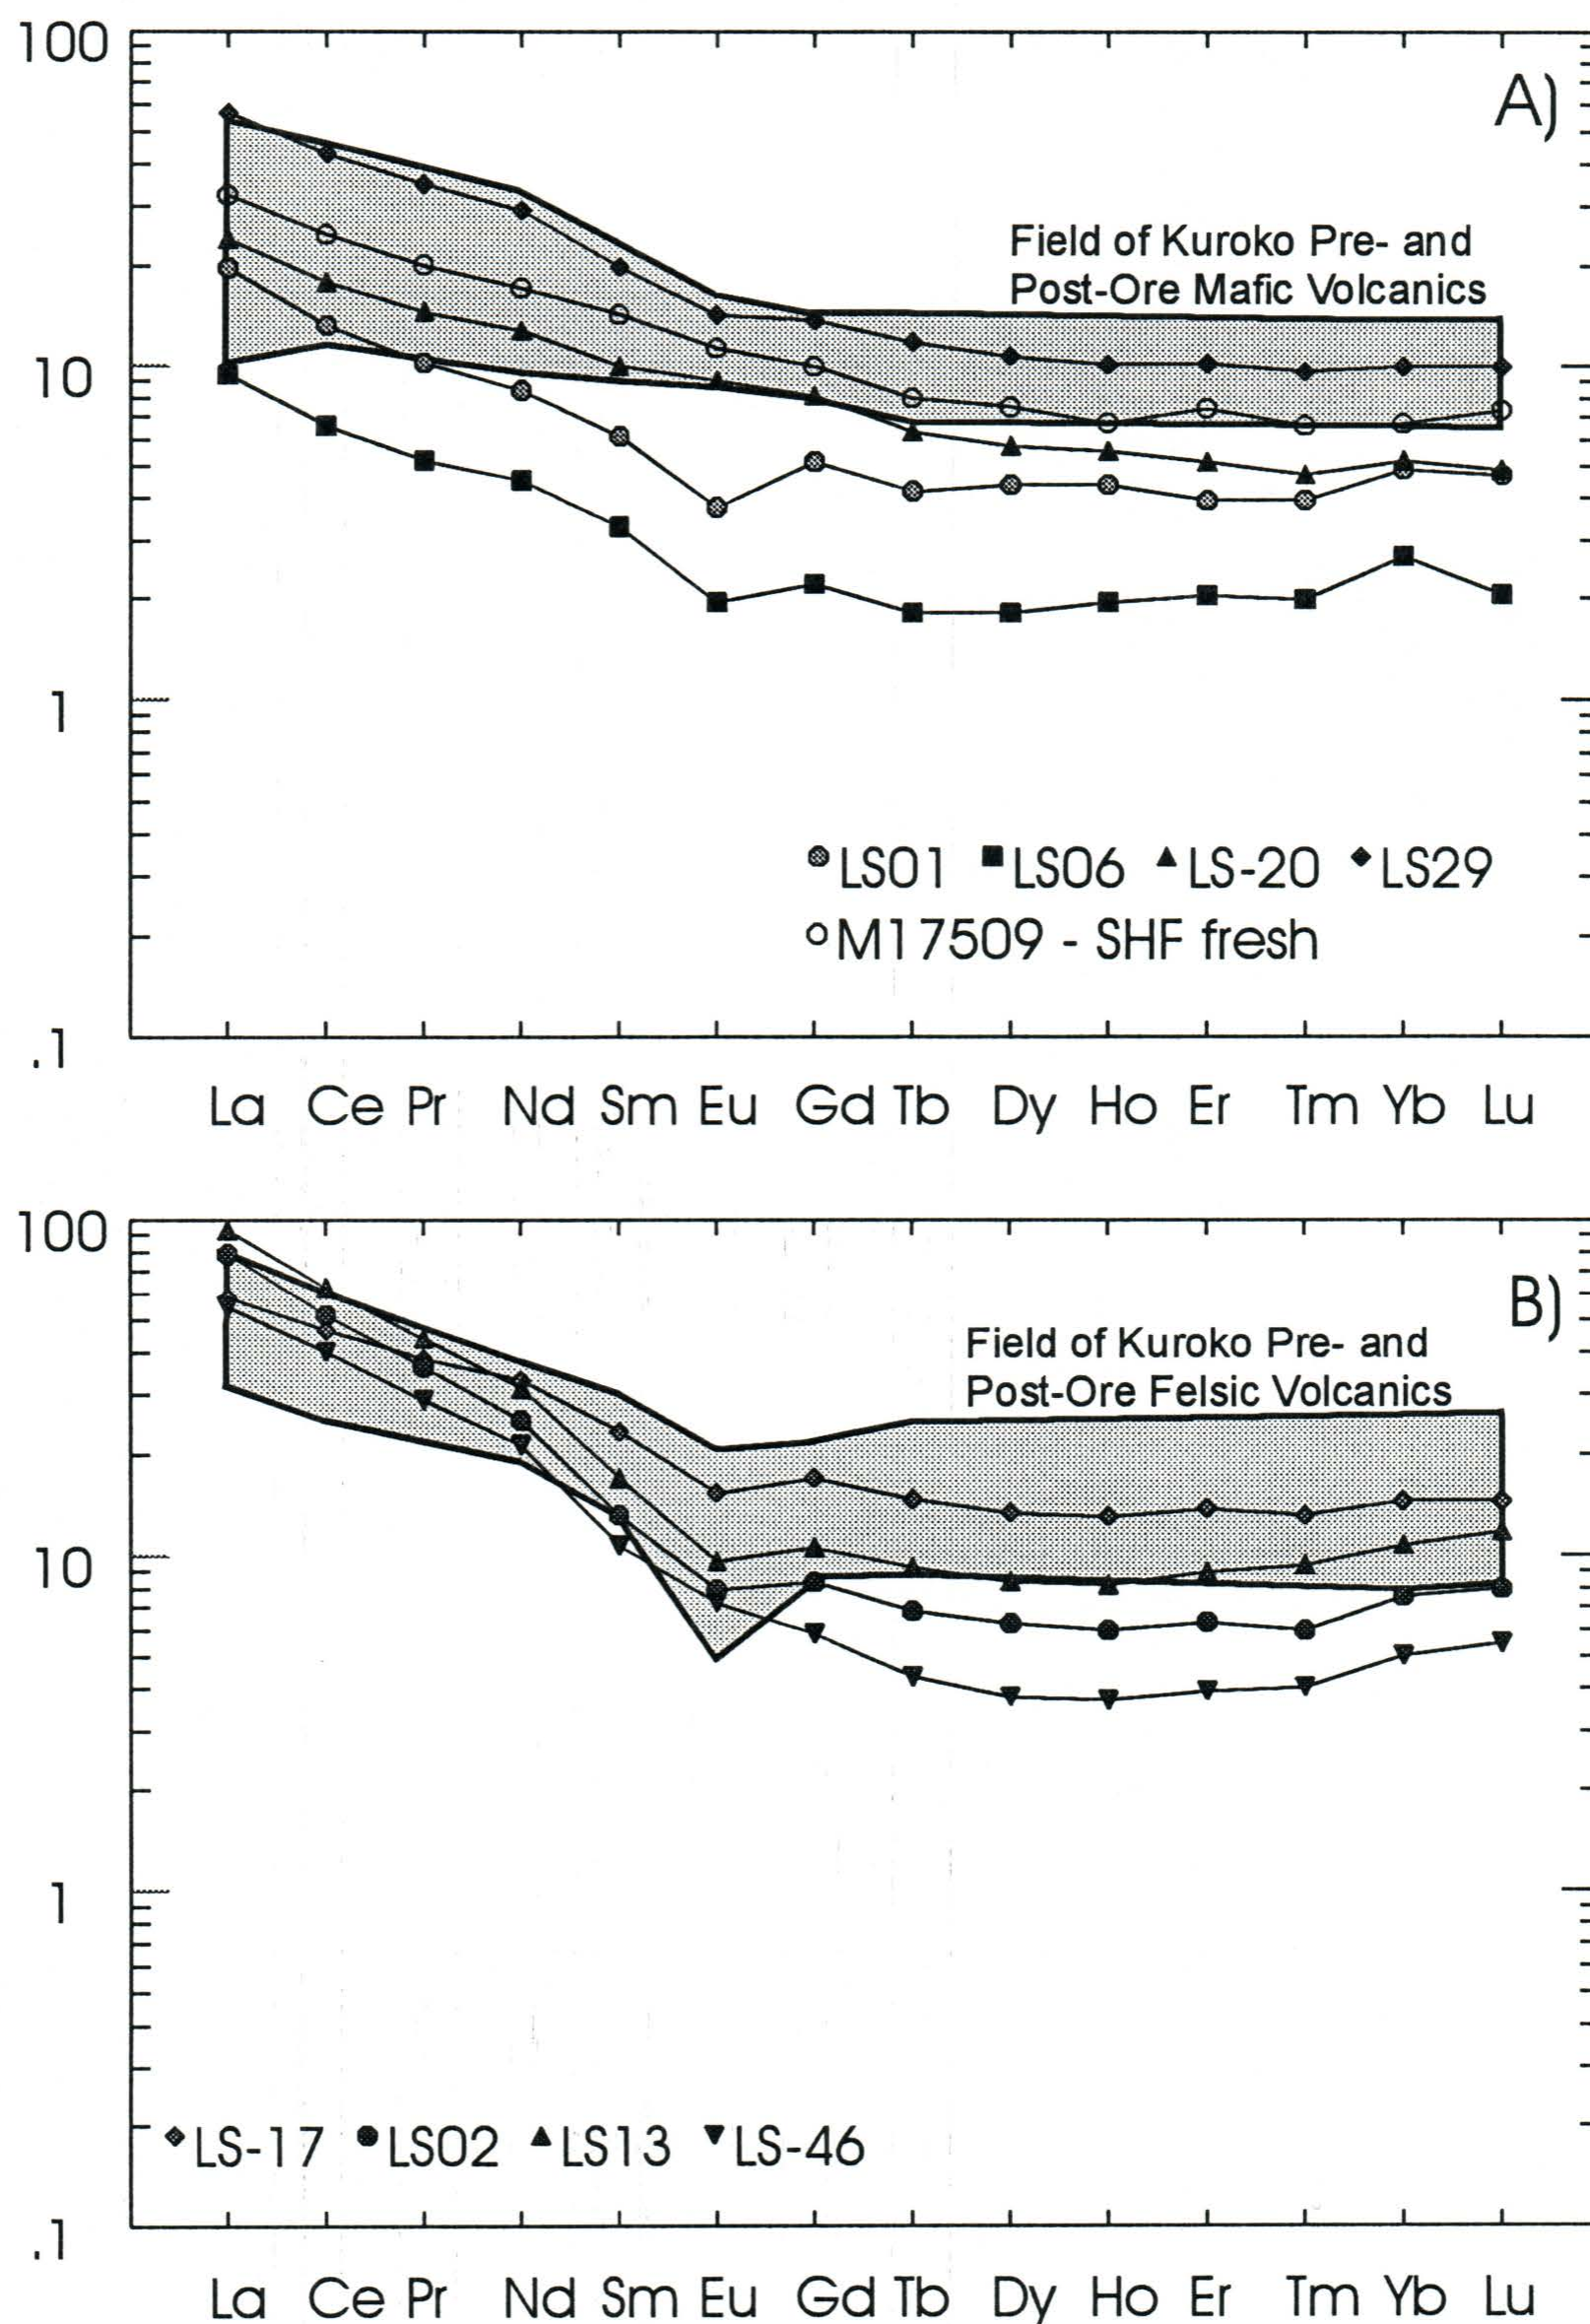 100
A)
Field of Kuroko Pre- and
Post-Ore Mafic Volcanics
10
1
LS01 LS06 LS-20 LS29
M17509 - SHF fresh
.1
La Ce Pr Nd Sm Eu Gd Tb Dy Ho Er Tm Yb Lu
100
B)
Field of Kuroko Pre- and
Post-Ore Felsic Volcanics
10
1
LS-17 LS02 LS13 LS-46
.1
La Ce Pr Nd Sm Eu Gd Tb Dy Ho Er Tm Yb Lu